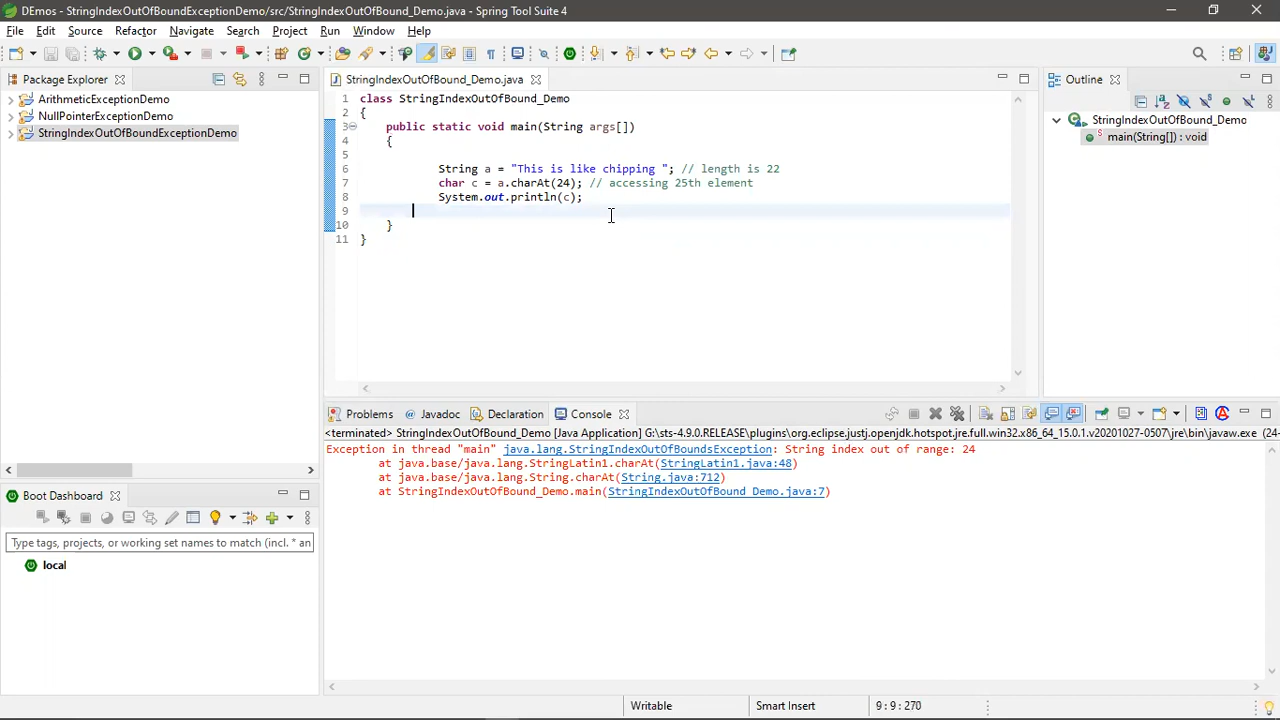 DEmos - StringIndexOutOfBoundExceptionDemo/src/StringIndexOutOfBound_Demo.java - Spring Tool Suite 4
File Edit Source Refactor Navigate Search Project Run Window Help
Package Explorer
ArithmeticExceptionDemo
NullPointerExceptionDemo
StringIndexOutOfBoundExceptionDemo
StringIndexOutOfBound_Demo.java
1 class StringIndexOutOfBound_Demo
2 {
3 public static void main(String args[])
4 {
5
6 String a = "This is like chipping "; // length is 22
7 char c = a.charAt(24); // accessing 25th element
8 System.out.println(c);
9
10 }
11 }
Outline
StringIndexOutOfBound_Demo
main(String[]) : void
Problems @ Javadoc Declaration Console
<terminated> StringIndexOutOfBound_Demo [Java Application] G:\sts-4.9.0.RELEASE\plugins\org.eclipse.justj.openjdk.hotspot.jre.full.win32.x86_64_15.0.1.v20201027-0507\jre\bin\javaw.exe (24-
Exception in thread "main" java.lang.StringIndexOutOfBoundsException: String index out of range: 24
at java.base/java.lang.StringLatin1.charAt(StringLatin1.java:48)
at java.base/java.lang.String.charAt(String.java:712)
at StringIndexOutOfBound_Demo.main(StringIndexOutOfBound_Demo.java:7)
Boot Dashboard
Type tags, projects, or working set names to match (incl. * an
local
Writable Smart Insert 9 : 9 : 270